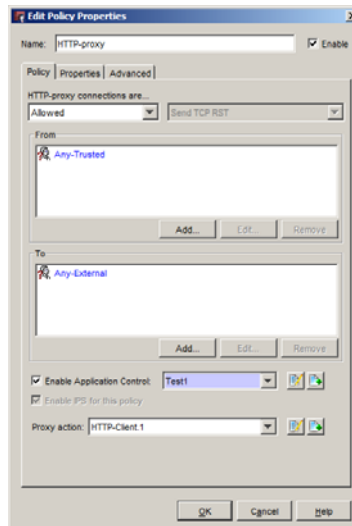 Edit Policy Properties
Name: HTTP-proxy Enable
Policy Properties Advanced
HTTP-proxy connections are...
Allowed Send TCP RST
From
Any-Trusted
Add... Edit... Remove
To
Any-External
Add... Edit... Remove
Enable Application Control: Test1
Enable IPS for this policy
Proxy action: HTTP-Client.1
OK Cancel Help